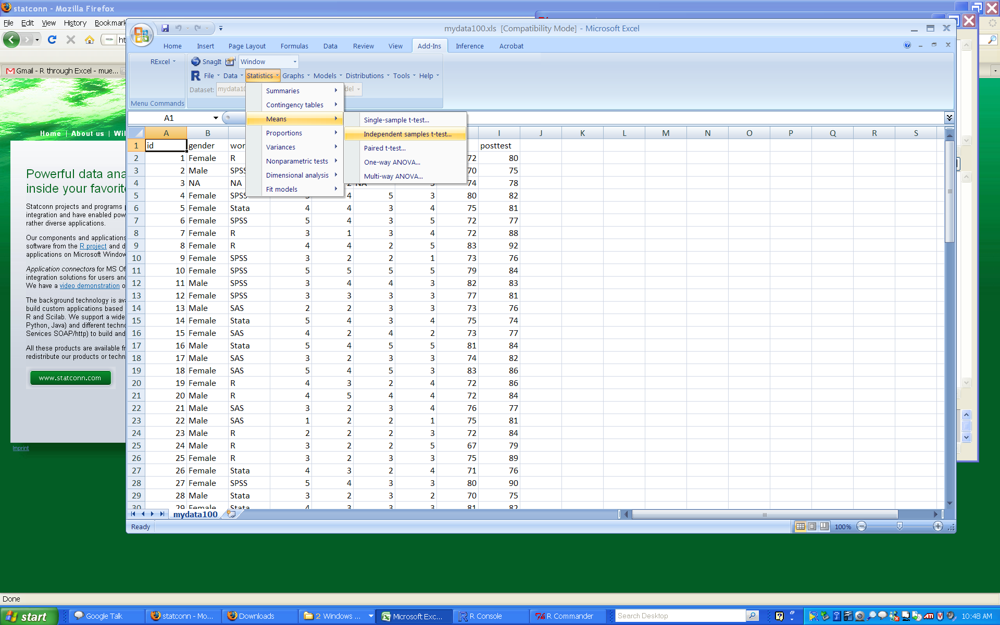 statconn - Mozilla Firefox
File Edit View History Bookmark
mydata100.xls [Compatibility Mode] - Microsoft Excel
Home Insert Page Layout Formulas Data Review View Add-Ins Inference Acrobat
RExcel SnagIt Window
R File Data Statistics Graphs Models Distributions Tools Help
Dataset: mydata10 del
Menu Commands
Gmail - R through Excel - mue...
Summaries
Contingency tables
Means
Proportions
Variances
Nonparametric tests
Dimensional analysis
Fit models
Single-sample t-test...
Independent samples t-test...
Paired t-test...
One-way ANOVA...
Multi-way ANOVA...
Home | About us | Wil
Powerful data ana
inside your favorite
Statconn projects and programs
integration and have enabled pow
rather diverse applications.
Our components and applications
software from the R project and d
applications on Microsoft Window
Application connectors for MS Of
integration solutions for users and
We have a video demonstration o
The background technology is ava
build custom applications based
R and Scilab. We support a wide
Python, Java) and different techno
Services SOAP/http) to build and
All these products are available fr
redistribute our products or techn
www.statconn.com
Imprint
A1
A B I J K L M N O P Q R S
1 id gender wor posttest
2 1 Female R 72 80
3 2 Male SPSS 70 75
4 3 NA NA 2 NA 74 78
5 4 Female SPSS 4 5 3 80 82
6 5 Female Stata 4 4 3 4 75 81
7 6 Female SPSS 5 4 3 5 72 77
8 7 Female R 3 1 3 4 72 88
9 8 Female R 4 4 2 5 83 92
10 9 Female SPSS 3 2 2 1 73 76
11 10 Female SPSS 5 5 5 5 79 84
12 11 Male SPSS 3 4 4 3 82 83
13 12 Female SPSS 3 3 3 3 77 81
14 13 Male SAS 2 2 3 3 73 76
15 14 Female Stata 5 4 3 4 75 74
16 15 Female SAS 4 2 4 2 73 77
17 16 Male Stata 5 4 5 5 81 84
18 17 Male SAS 3 2 3 3 74 82
19 18 Female SAS 5 4 5 3 83 86
20 19 Female R 4 3 2 4 72 86
21 20 Male R 4 5 4 4 72 84
22 21 Male SAS 3 2 3 4 76 77
23 22 Male SAS 1 2 2 1 75 81
24 23 Male R 2 2 2 3 72 84
25 24 Male R 3 2 2 5 67 79
26 25 Female R 3 2 3 3 75 89
27 26 Female Stata 4 3 2 4 71 76
28 27 Female SPSS 5 4 3 3 80 90
29 28 Male Stata 3 2 3 2 70 75
30 29 Female Stata 4 3 3 3 81 82
mydata100
Ready 100%
Done
start Google Talk statconn - Mo... Downloads 2 Windows ... Microsoft Exc... R Console R Commander Search Desktop 10:48 AM